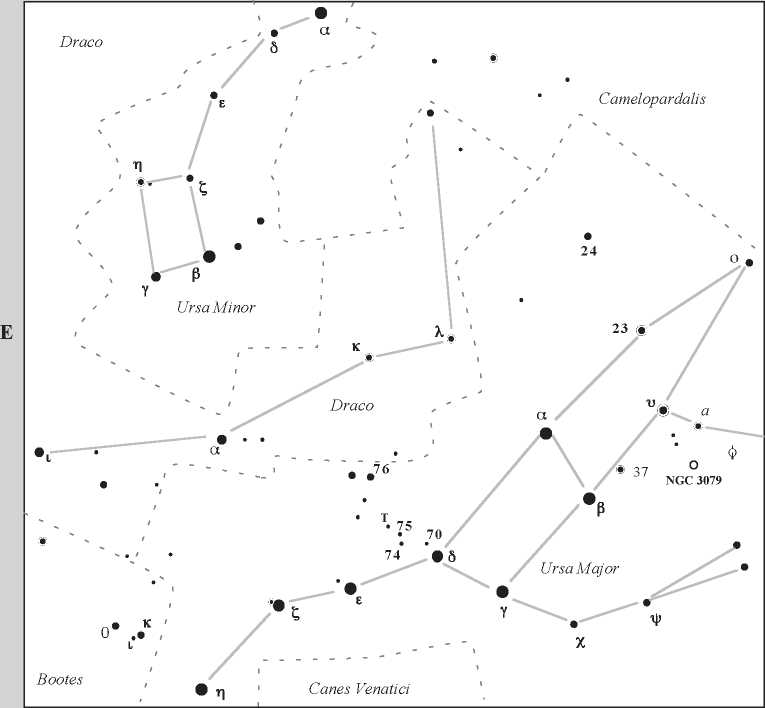 α
Draco
δ
ε
Camelopardalis
η
ζ
24
ο
β
γ
Ursa Minor
E
23
λ
κ
Draco
υ
a
α
α
ι
φ
76
37
NGC 3079
β
T
75
70
74
δ
Ursa Major
ε
γ
ζ
ψ
χ
0
κ
ι
Bootes
η
Canes Venatici